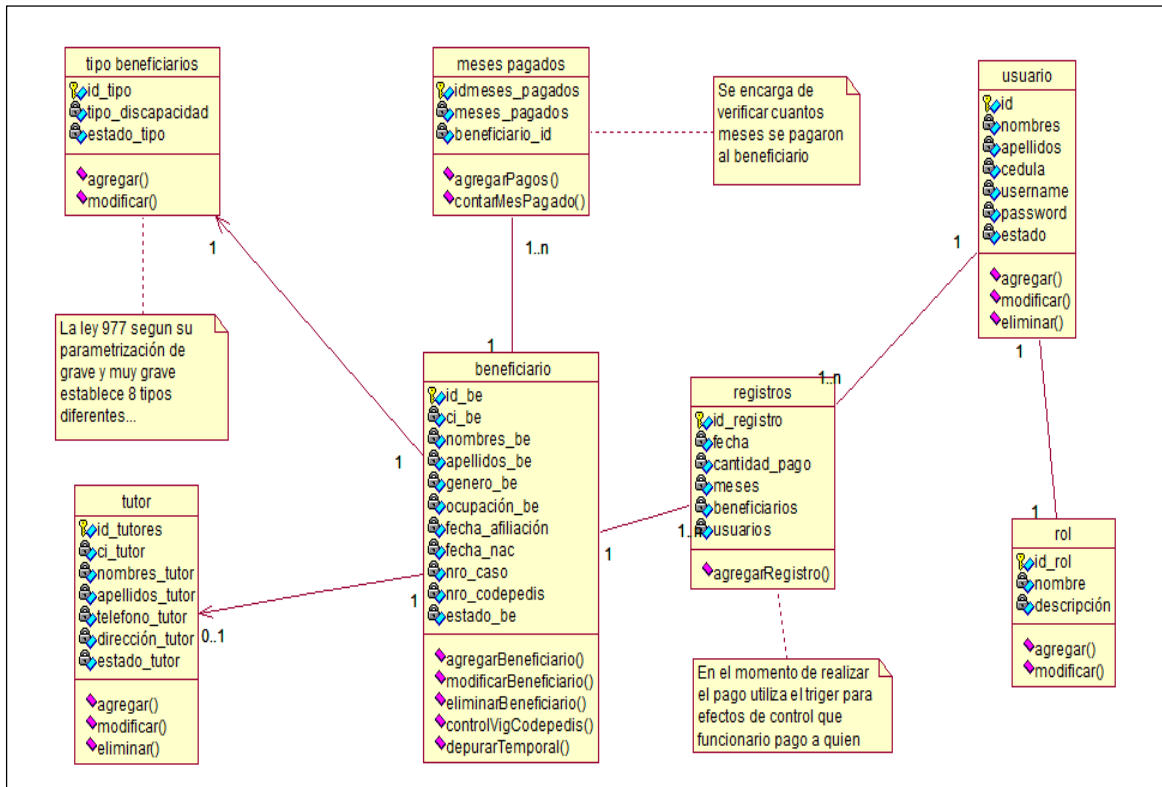 tipo beneficiarios
id_tipo
tipo_discapacidad
estado_tipo
agregar()
modificar()
1
La ley 977 segun su
parametrización de
grave y muy grave
establece 8 tipos
diferentes...
meses pagados
idmeses_pagados
meses_pagados
beneficiario_id
agregarPagos()
contarMesPagado()
1..n
Se encarga de
verificar cuantos
meses se pagaron
al beneficiario
usuario
id
nombres
apellidos
cedula
username
password
estado
agregar()
modificar()
eliminar()
1
1
1
beneficiario
id_be
ci_be
nombres_be
apellidos_be
genero_be
ocupación_be
fecha_afiliación
fecha_nac
nro_caso
nro_codepedis
estado_be
agregarBeneficiario()
modificarBeneficiario()
eliminarBeneficiario()
controlVigCodepedis()
depurarTemporal()
1
1
1
1..n
registros
id_registro
fecha
cantidad_pago
meses
beneficiarios
usuarios
agregarRegistro()
1..n
En el momento de realizar
el pago utiliza el triger para
efectos de control que
funcionario pago a quien
tutor
id_tutores
ci_tutor
nombres_tutor
apellidos_tutor
telefono_tutor
dirección_tutor
estado_tutor
agregar()
modificar()
eliminar()
0..1
1
rol
id_rol
nombre
descripción
agregar()
modificar()